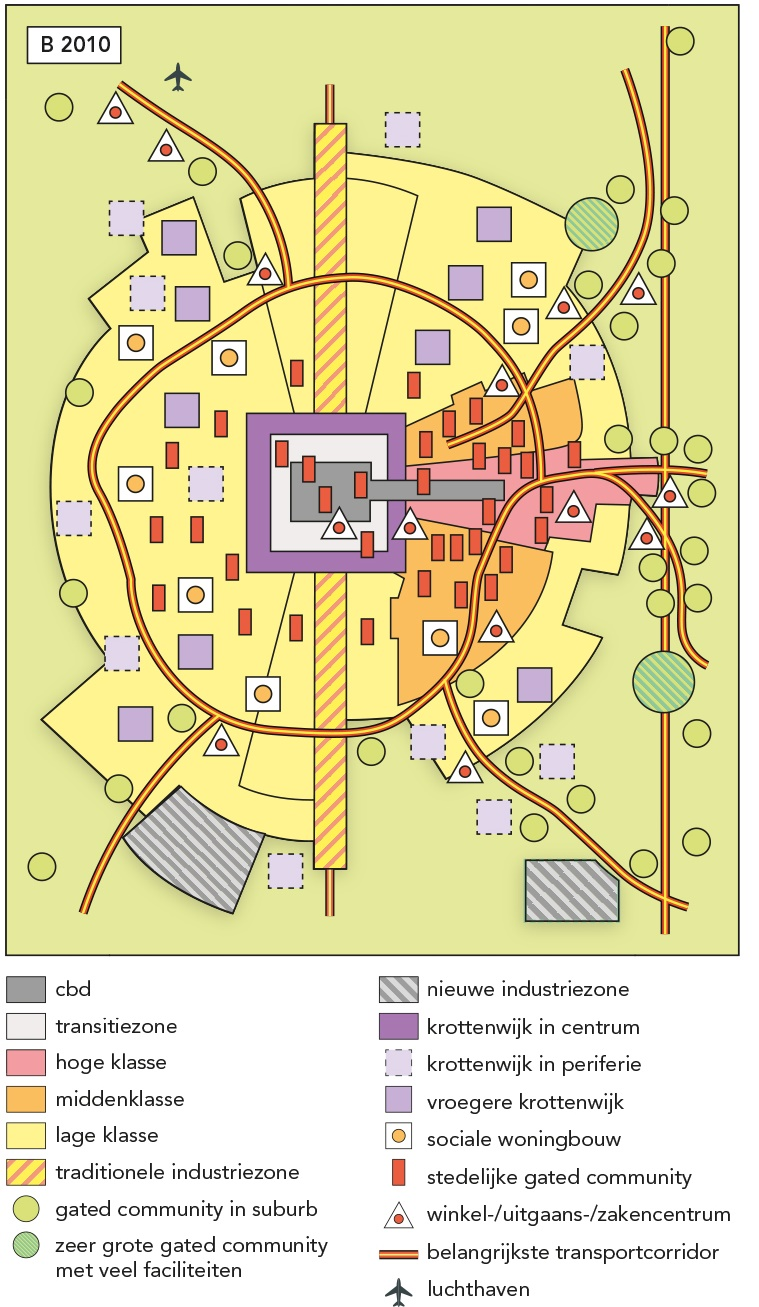 B 2010
cbd
transitiezone
hoge klasse
middenklasse
lage klasse
traditionele industriezone
gated community in suburb
zeer grote gated community
met veel faciliteiten
nieuwe industriezone
krottenwijk in centrum
krottenwijk in periferie
vroegere krottenwijk
sociale woningbouw
stedelijke gated community
winkel-/uitgaans-/zakencentrum
belangrijkste transportcorridor
luchthaven